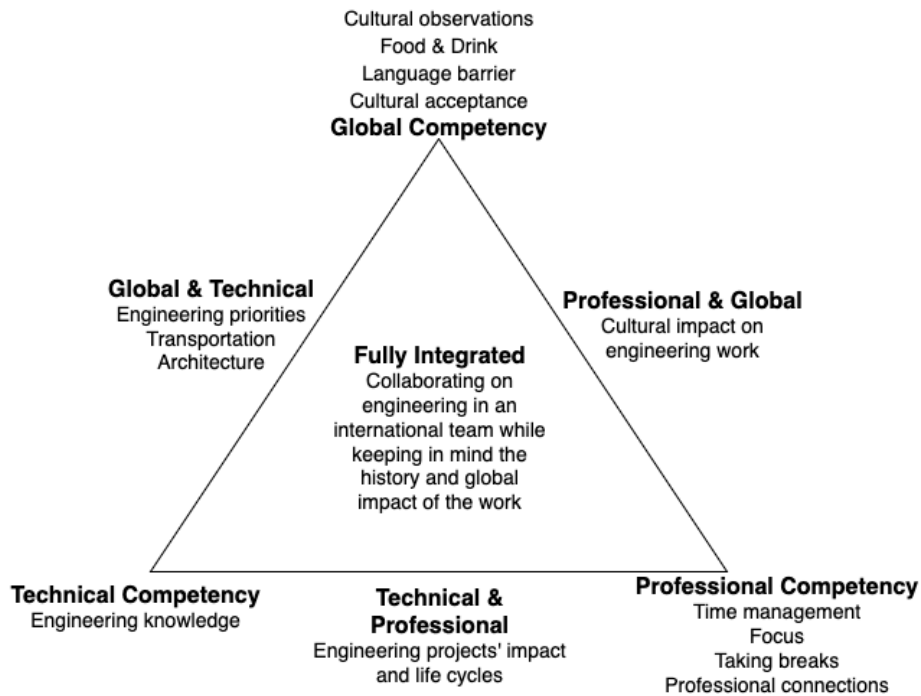 Cultural observations
Food & Drink
Language barrier
Cultural acceptance
Global Competency
Global & Technical
Engineering priorities
Transportation
Architecture
Professional & Global
Cultural impact on
engineering work
Fully Integrated
Collaborating on
engineering in an
international team while
keeping in mind the
history and global
impact of the work
Technical Competency
Engineering knowledge
Technical &
Professional
Engineering projects' impact
and life cycles
Professional Competency
Time management
Focus
Taking breaks
Professional connections